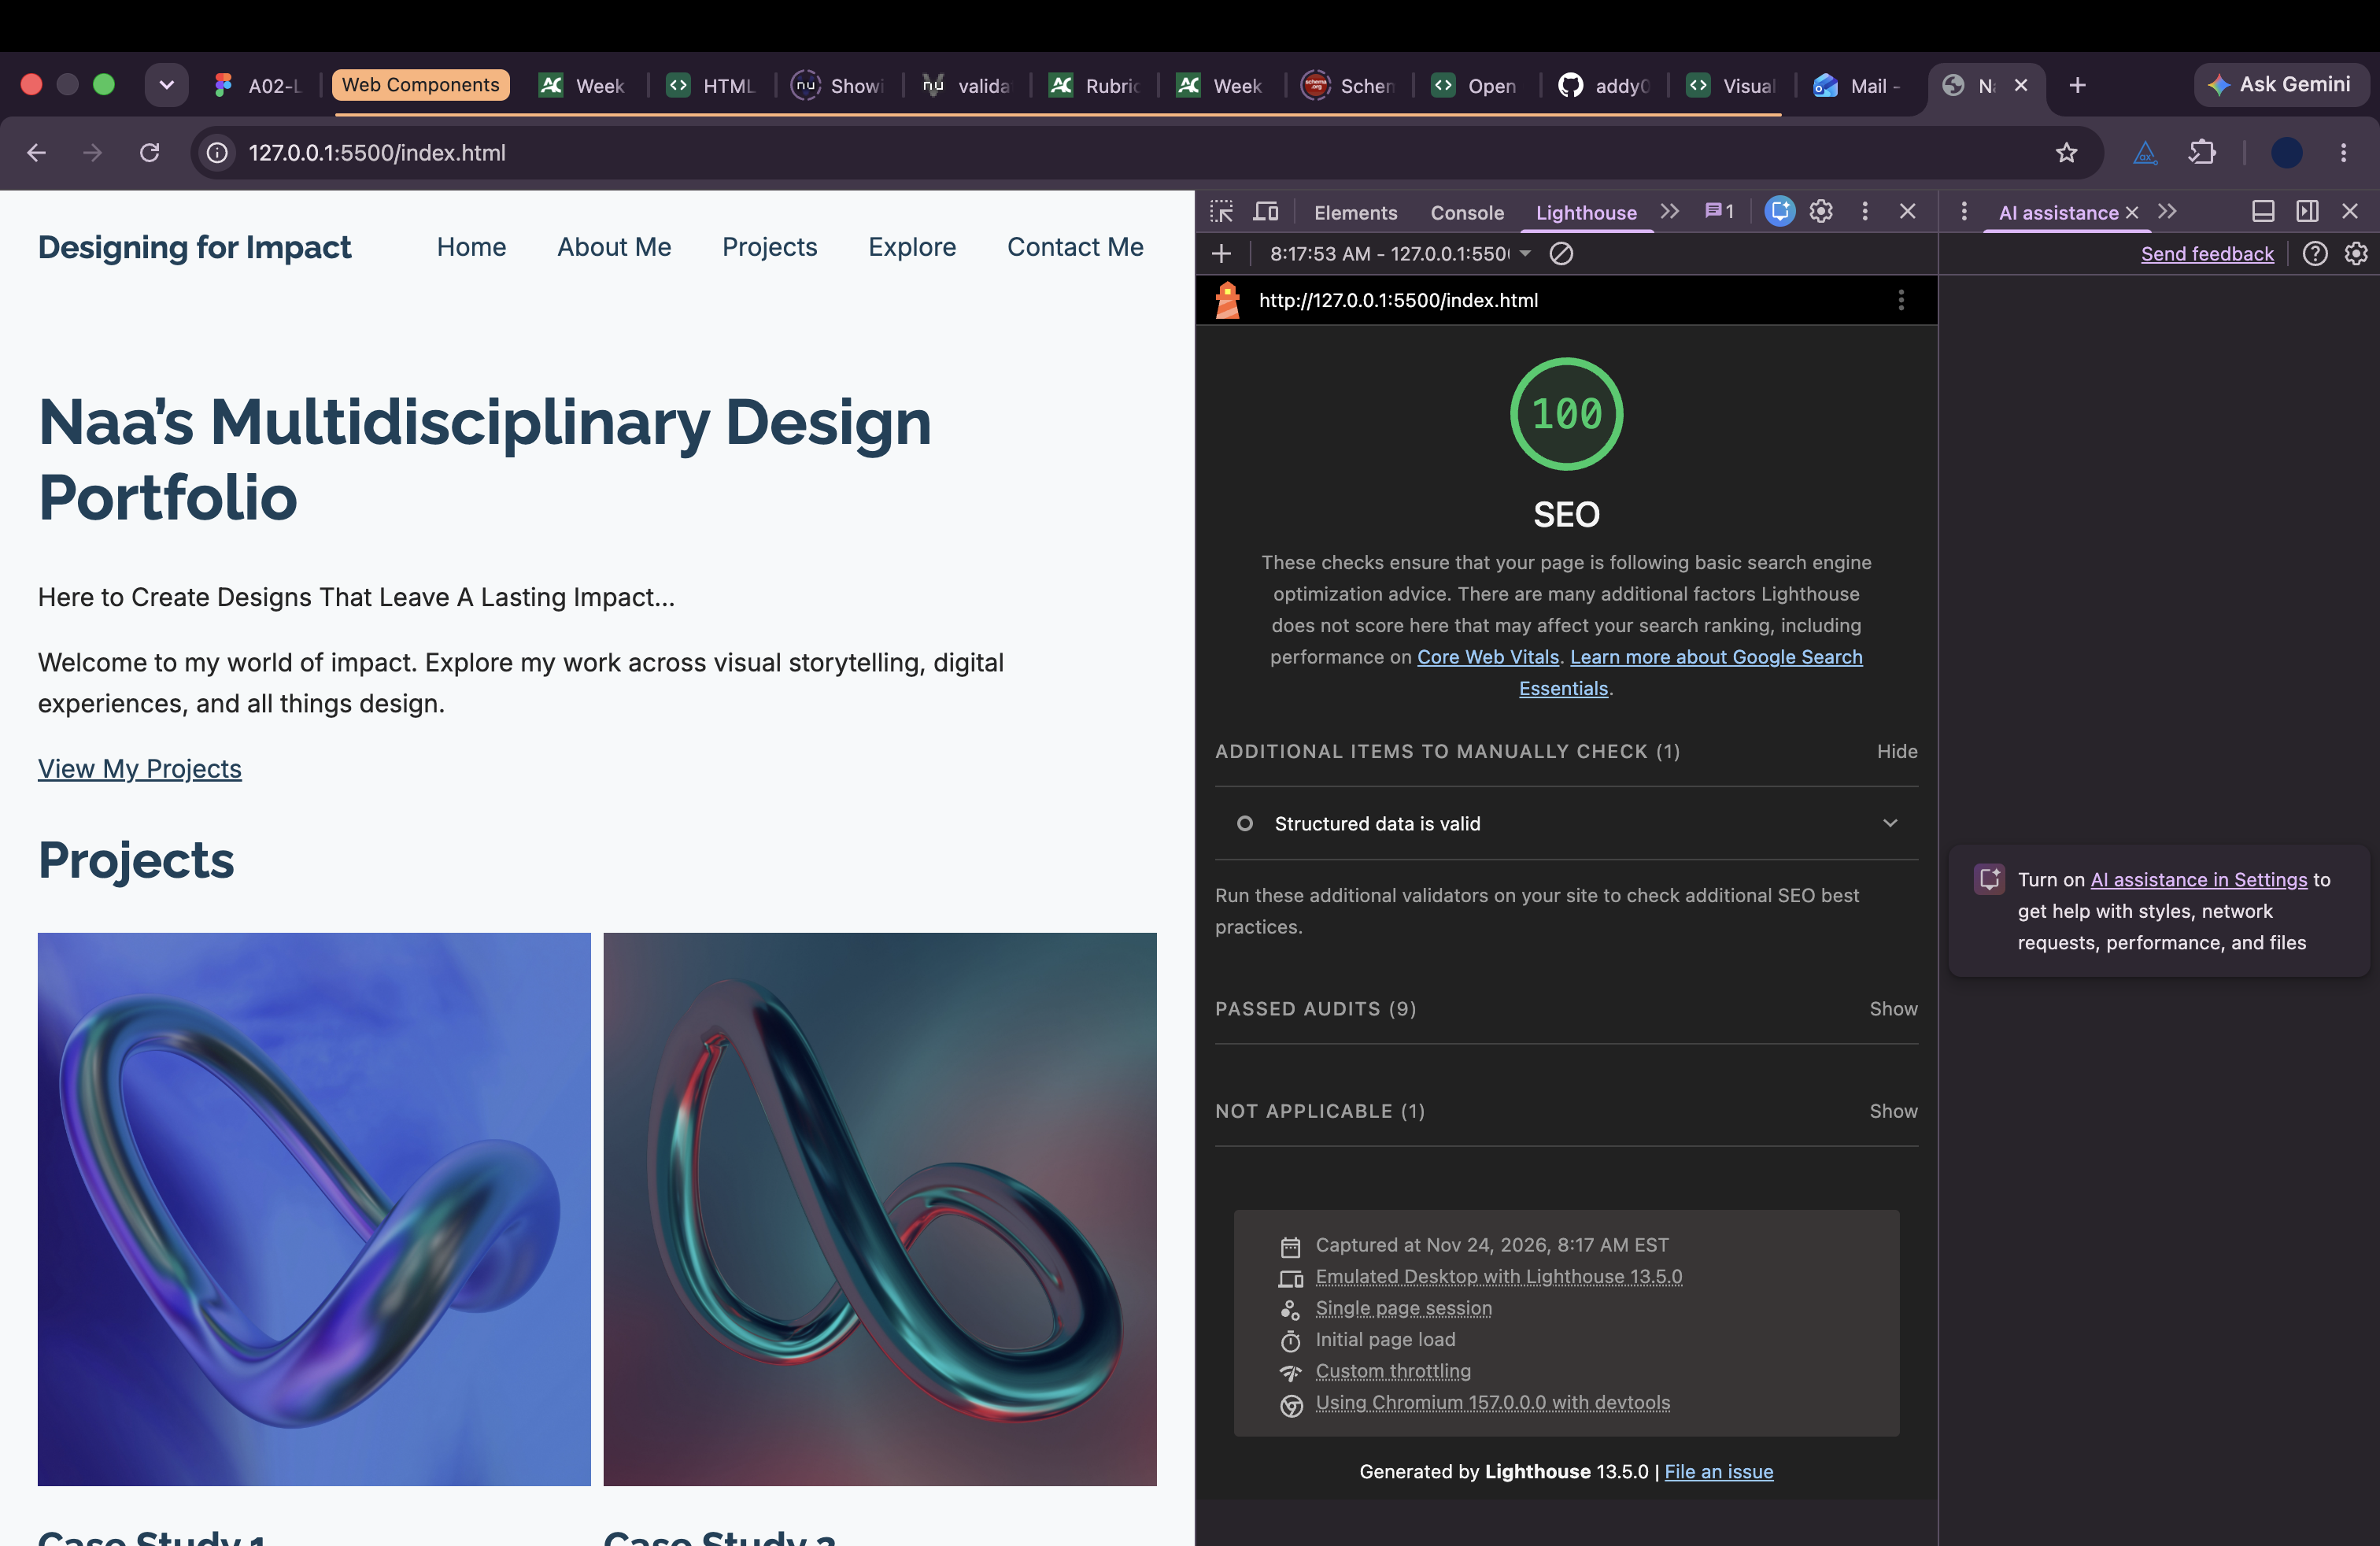 A02-L
Web Components
Week
HTML
Showi
valida
Rubric
Week
Schen
Open
addy0
Visual
Mail -
Na
Ask Gemini
127.0.0.1:5500/index.html
Designing for Impact
Home
About Me
Projects
Explore
Contact Me
Naa’s Multidisciplinary Design
Portfolio
Here to Create Designs That Leave A Lasting Impact...
Welcome to my world of impact. Explore my work across visual storytelling, digital
experiences, and all things design.
View My Projects
Projects
Case Study 1
Case Study 2
Elements
Console
Lighthouse
1
8:17:53 AM - 127.0.0.1:550
http://127.0.0.1:5500/index.html
100
SEO
These checks ensure that your page is following basic search engine
optimization advice. There are many additional factors Lighthouse
does not score here that may affect your search ranking, including
performance on Core Web Vitals. Learn more about Google Search
Essentials.
ADDITIONAL ITEMS TO MANUALLY CHECK (1)
Hide
Structured data is valid
Run these additional validators on your site to check additional SEO best
practices.
PASSED AUDITS (9)
Show
NOT APPLICABLE (1)
Show
Captured at Nov 24, 2026, 8:17 AM EST
Emulated Desktop with Lighthouse 13.5.0
Single page session
Initial page load
Custom throttling
Using Chromium 157.0.0.0 with devtools
Generated by Lighthouse 13.5.0 | File an issue
AI assistance
Send feedback
Turn on AI assistance in Settings to
get help with styles, network
requests, performance, and files